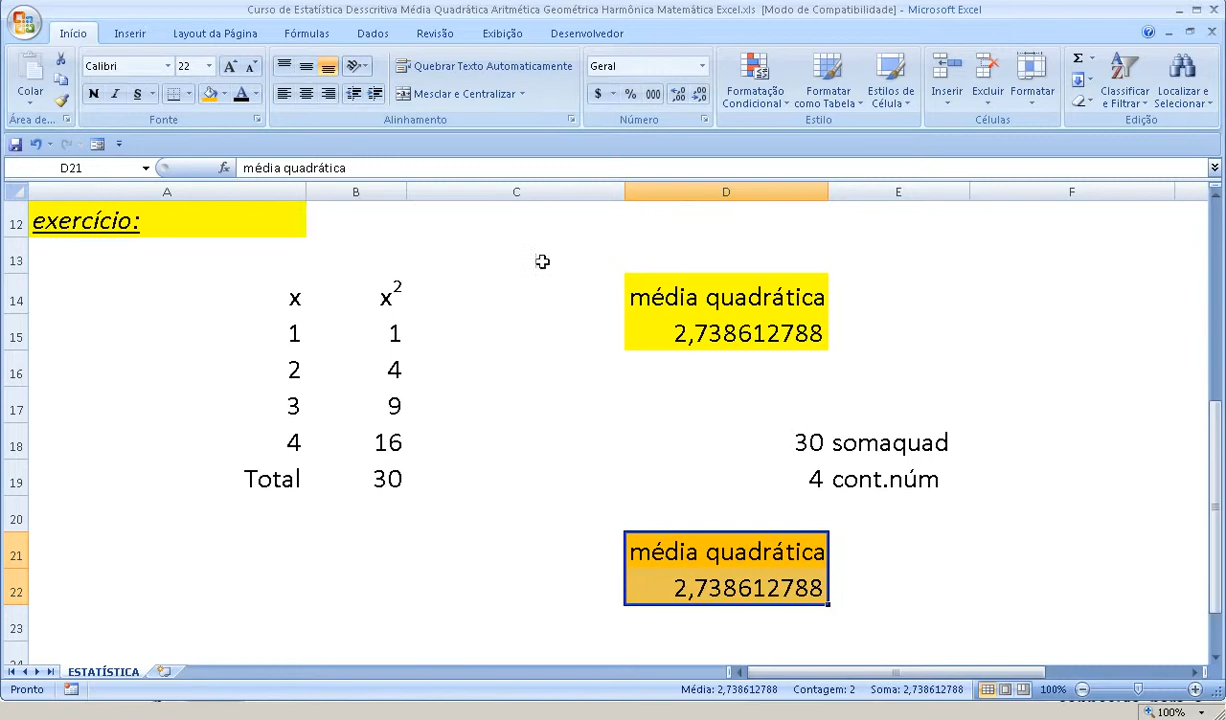 Curso de Estatística Desscritiva Média Quadrática Aritmética Geométrica Harmônica Matemática Excel.xls [Modo de Compatibilidade] - Microsoft Excel
Início Inserir Layout da Página Fórmulas Dados Revisão Exibição Desenvolvedor
Colar
Calibri 22
N I S
Quebrar Texto Automaticamente
Mesclar e Centralizar
Geral
$ % 000
Formatação Condicional
Formatar como Tabela
Estilos de Célula
Inserir Excluir Formatar
Classificar e Filtrar
Localizar e Selecionar
Área de... Fonte Alinhamento Número Estilo Células Edição
D21 fx média quadrática
A B C D E F
12 exercício:
13
14 x x² média quadrática
15 1 1 2,738612788
16 2 4
17 3 9
18 4 16 30 somaquad
19 Total 30 4 cont.núm
20
21 média quadrática
22 2,738612788
23
24
ESTATÍSTICA
Pronto Média: 2,738612788 Contagem: 2 Soma: 2,738612788 100%
100%